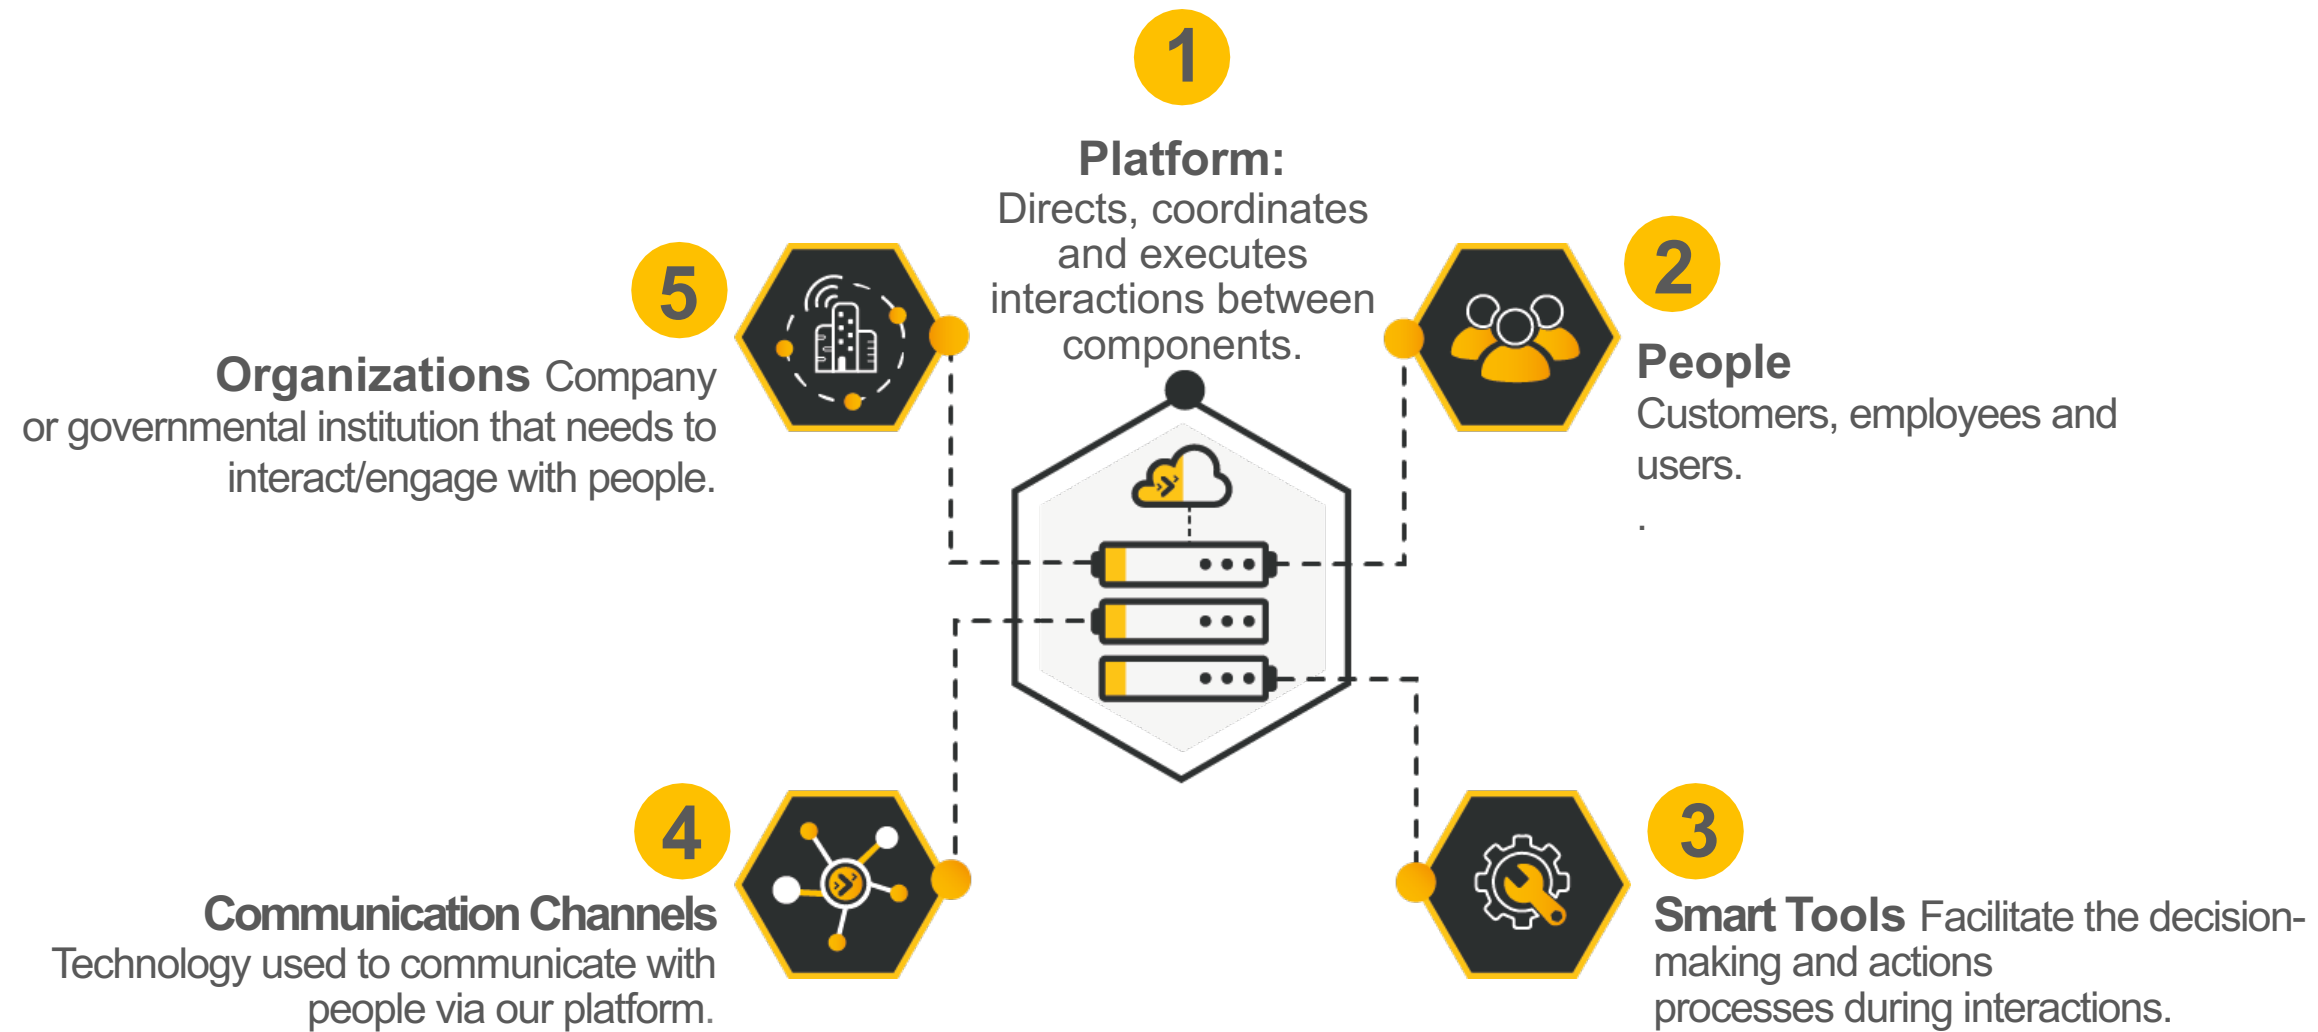 1
Platform:
Directs, coordinates
and executes
interactions between
components.
2
People
Customers, employees and
users.
.
3
Smart Tools Facilitate the decision-
making and actions
processes during interactions.
4
Communication Channels
Technology used to communicate with
people via our platform.
5
Organizations Company
or governmental institution that needs to
interact/engage with people.